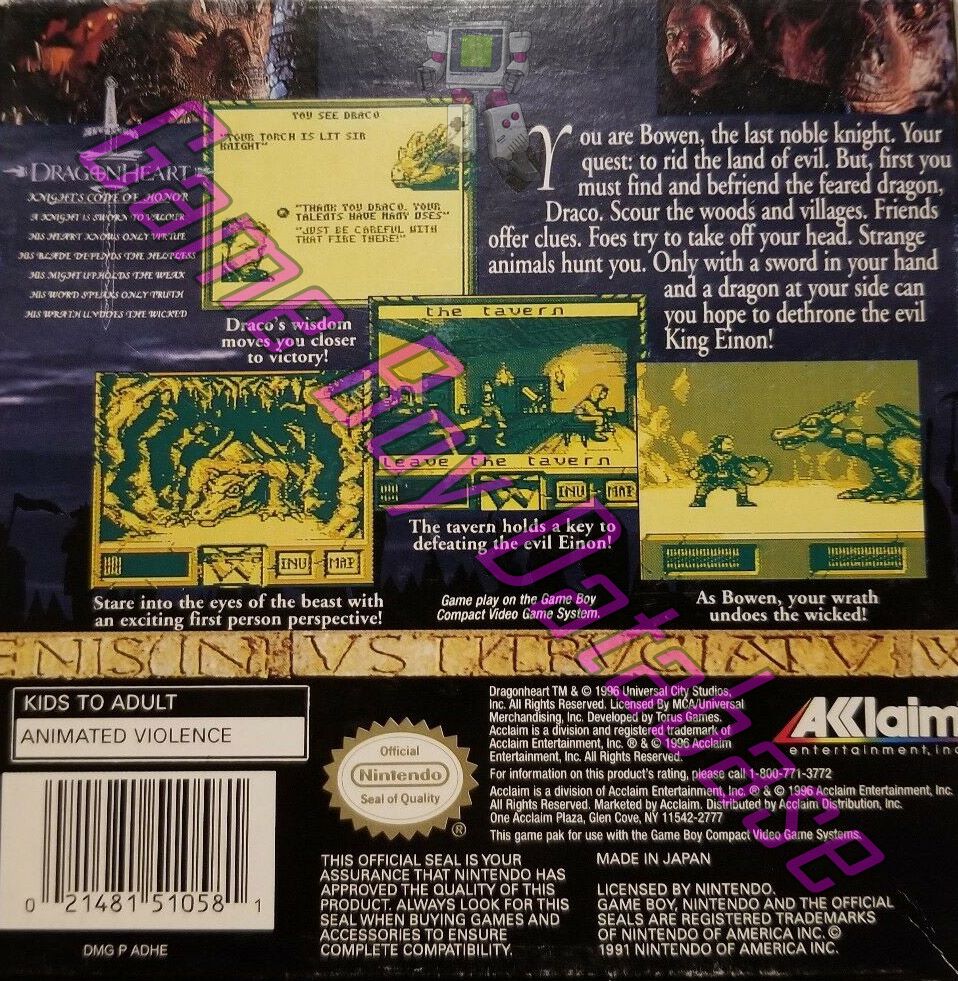 DRAGONHEART
KNIGHT'S CODE OF HONOR
A KNIGHT IS SWORN TO VALOUR
HIS HEART KNOWS ONLY VIRTUE
HIS BLADE DEFENDS THE HELPLESS
HIS MIGHT UPHOLDS THE WEAK
HIS WORD SPEAKS ONLY TRUTH
HIS WRATH UNDOES THE WICKED
YOU SEE DRACO
"YOUR TORCH IS LIT SIR
KNIGHT"
"THANK YOU DRACO. YOUR
TALENTS HAVE MANY USES"
"JUST BE CAREFUL WITH
THAT FIRE THERE!"
Draco's wisdom
moves you closer
to victory!
You are Bowen, the last noble knight. Your
quest: to rid the land of evil. But, first you
must find and befriend the feared dragon,
Draco. Scour the woods and villages. Friends
offer clues. Foes try to take off your head. Strange
animals hunt you. Only with a sword in your hand
and a dragon at your side can
you hope to dethrone the evil
King Einon!
the tavern
leave the tavern
INV MAP
The tavern holds a key to
defeating the evil Einon!
INV MAP
Stare into the eyes of the beast with
an exciting first person perspective!
Game play on the Game Boy
Compact Video Game System.
As Bowen, your wrath
undoes the wicked!
KIDS TO ADULT
ANIMATED VIOLENCE
Official
Nintendo
Seal of Quality
®
Dragonheart TM & © 1996 Universal City Studios,
Inc. All Rights Reserved. Licensed By MCA/Universal
Merchandising, Inc. Developed by Torus Games.
Acclaim is a division and registered trademark of
Acclaim Entertainment, Inc. ® & © 1996 Acclaim
Entertainment, Inc. All Rights Reserved.
For information on this product's rating, please call 1-800-771-3772
Acclaim is a division of Acclaim Entertainment, Inc. ® & © 1996 Acclaim Entertainment, Inc.
All Rights Reserved. Marketed by Acclaim. Distributed by Acclaim Distribution, Inc.
One Acclaim Plaza, Glen Cove, NY 11542-2777
This game pak for use with the Game Boy Compact Video Game Systems.
AKKlaim
entertainment, inc
0 21481 51058 1
DMG P ADHE
THIS OFFICIAL SEAL IS YOUR
ASSURANCE THAT NINTENDO HAS
APPROVED THE QUALITY OF THIS
PRODUCT. ALWAYS LOOK FOR THIS
SEAL WHEN BUYING GAMES AND
ACCESSORIES TO ENSURE
COMPLETE COMPATIBILITY.
MADE IN JAPAN
LICENSED BY NINTENDO.
GAME BOY, NINTENDO AND THE OFFICIAL
SEALS ARE REGISTERED TRADEMARKS
OF NINTENDO OF AMERICA INC. ©
1991 NINTENDO OF AMERICA INC.
Game Boy Database